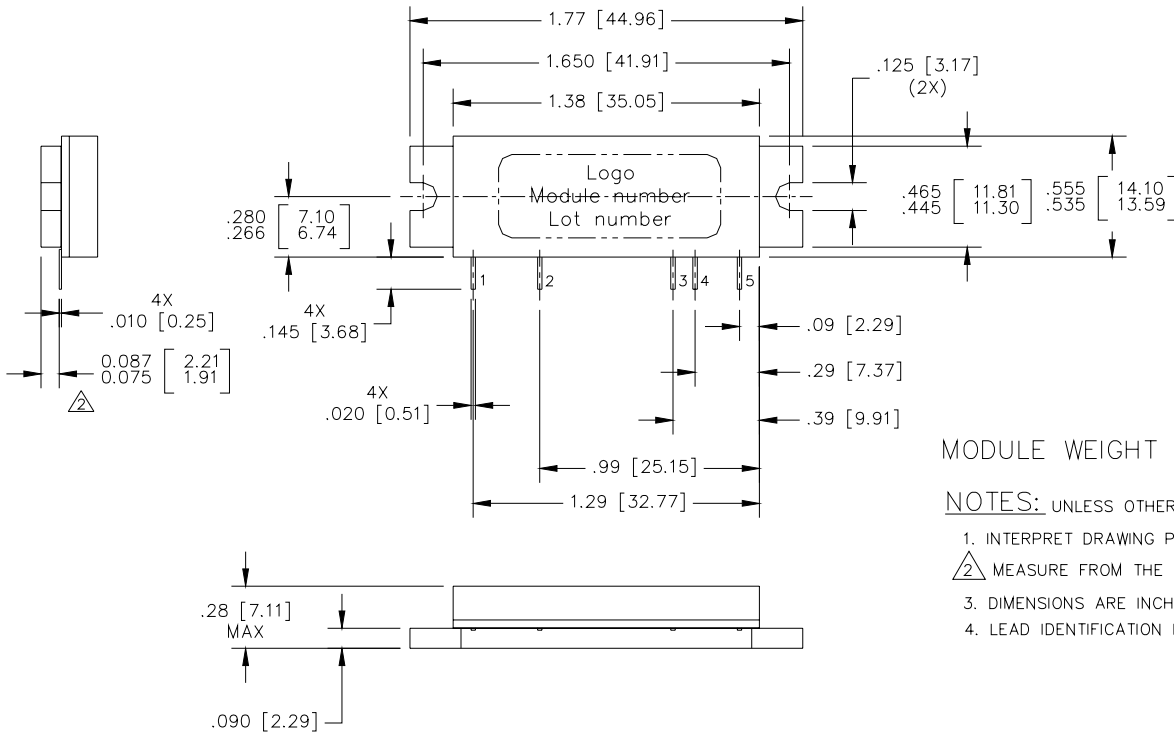 1.77 [44.96]
1.650 [41.91]
1.38 [35.05]
.125 [3.17]
(2X)
Logo
Module number
Lot number
.465 [11.81]
.445 [11.30]
.555 [14.10]
.535 [13.59]
.280 [7.10]
.266 [6.74]
1 2 3 4 5
4X
.010 [0.25]
4X
.145 [3.68]
0.087 [2.21]
0.075 [1.91]
2
4X
.020 [0.51]
.09 [2.29]
.29 [7.37]
.39 [9.91]
.99 [25.15]
1.29 [32.77]
MODULE WEIGHT
NOTES: UNLESS OTHER
1. INTERPRET DRAWING P
2 MEASURE FROM THE
3. DIMENSIONS ARE INCH
4. LEAD IDENTIFICATION
.28 [7.11]
MAX
.090 [2.29]